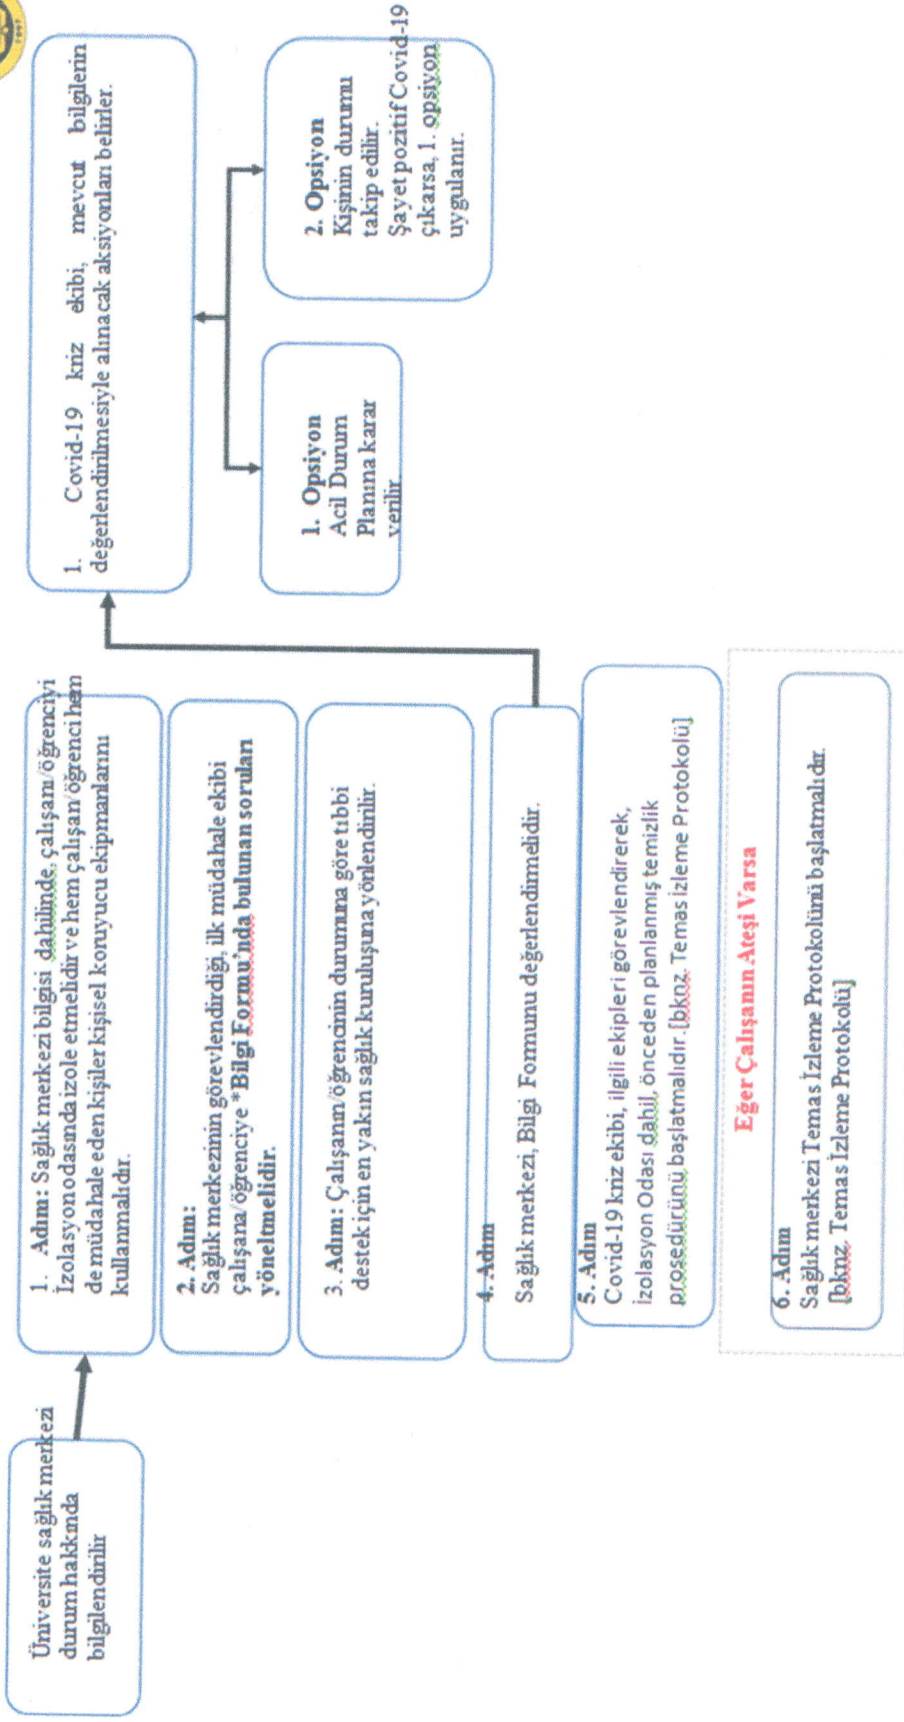 Üniversite sağlık merkezi
durum hakkında
bilgilendirilir
1. Adım: Sağlık merkezi bilgisi dahilinde, çalışanı/öğrenciyi
İzolasyon odasında izole etmelidir ve hem çalışan/öğrenci hem
de müdahale eden kişiler kişisel koruyucu ekipmanlarını
kullanmalıdır.
2. Adım:
Sağlık merkezinin görevlendirdiği, ilk müdahale ekibi
çalışana/öğrenciye *Bilgi Formu'nda bulunan soruları
yöneltmelidir.
3. Adım: Çalışanın/öğrencinin durumuna göre tıbbi
destek için en yakın sağlık kuruluşuna yönlendirilir.
4. Adım
Sağlık merkezi, Bilgi Formunu değerlendirmelidir.
5. Adım
Covid-19 kriz ekibi, ilgili ekipleri görevlendirerek,
İzolasyon Odası dahil, önceden planlanmış temizlik
prosedürünü başlatmalıdır. [bknz. Temas izleme Protokolü]
Eğer Çalışanın Ateşi Varsa
6. Adım
Sağlık merkezi Temas İzleme Protokolünü başlatmalıdır.
[bknz. Temas İzleme Protokolü]
1. Covid-19 kriz ekibi, mevcut bilgilerin
değerlendirilmesiyle alınacak aksiyonları belirler.
1. Opsiyon
Acil Durum
Planına karar
verilir.
2. Opsiyon
Kişinin durumu
takip edilir.
Şayet pozitif Covid-19
çıkarsa, 1. opsiyon
uygulanır.